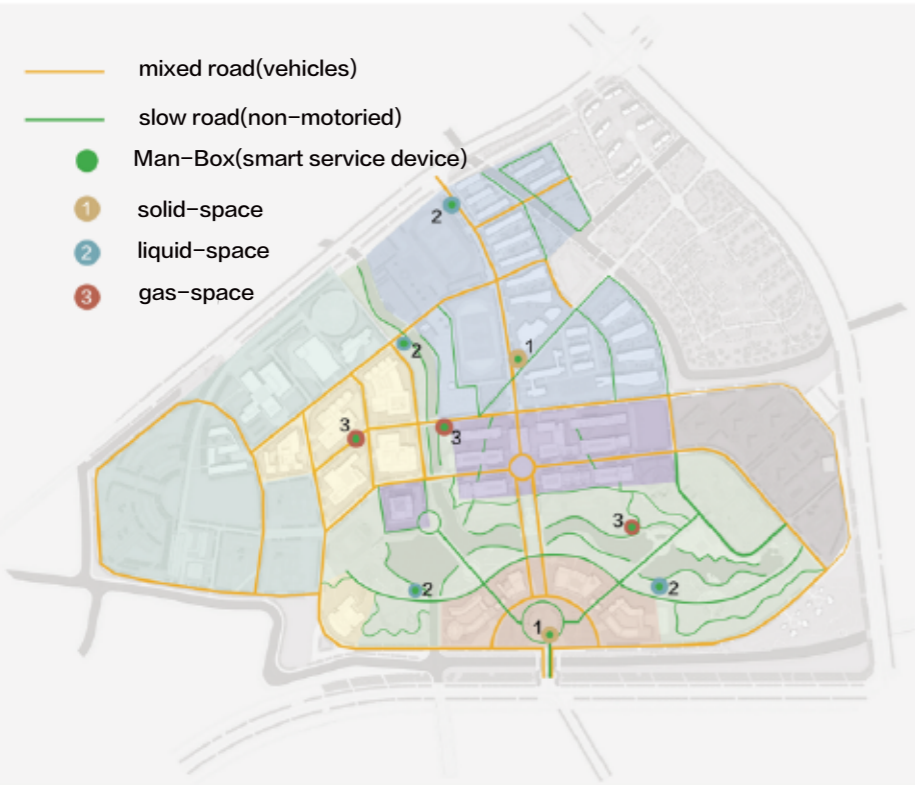 mixed road(vehicles)
slow road(non-motoried)
Man-Box(smart service device)
1 solid-space
2 liquid-space
3 gas-space
2
2
1
3
3
3
2
2
1